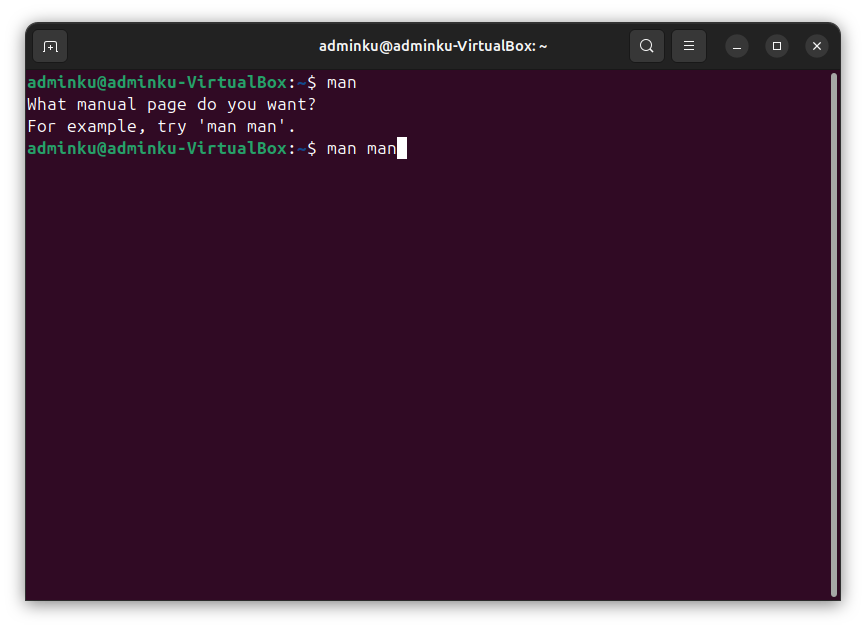 adminku@adminku-VirtualBox: ~
adminku@adminku-VirtualBox:~$ man
What manual page do you want?
For example, try 'man man'.
adminku@adminku-VirtualBox:~$ man man